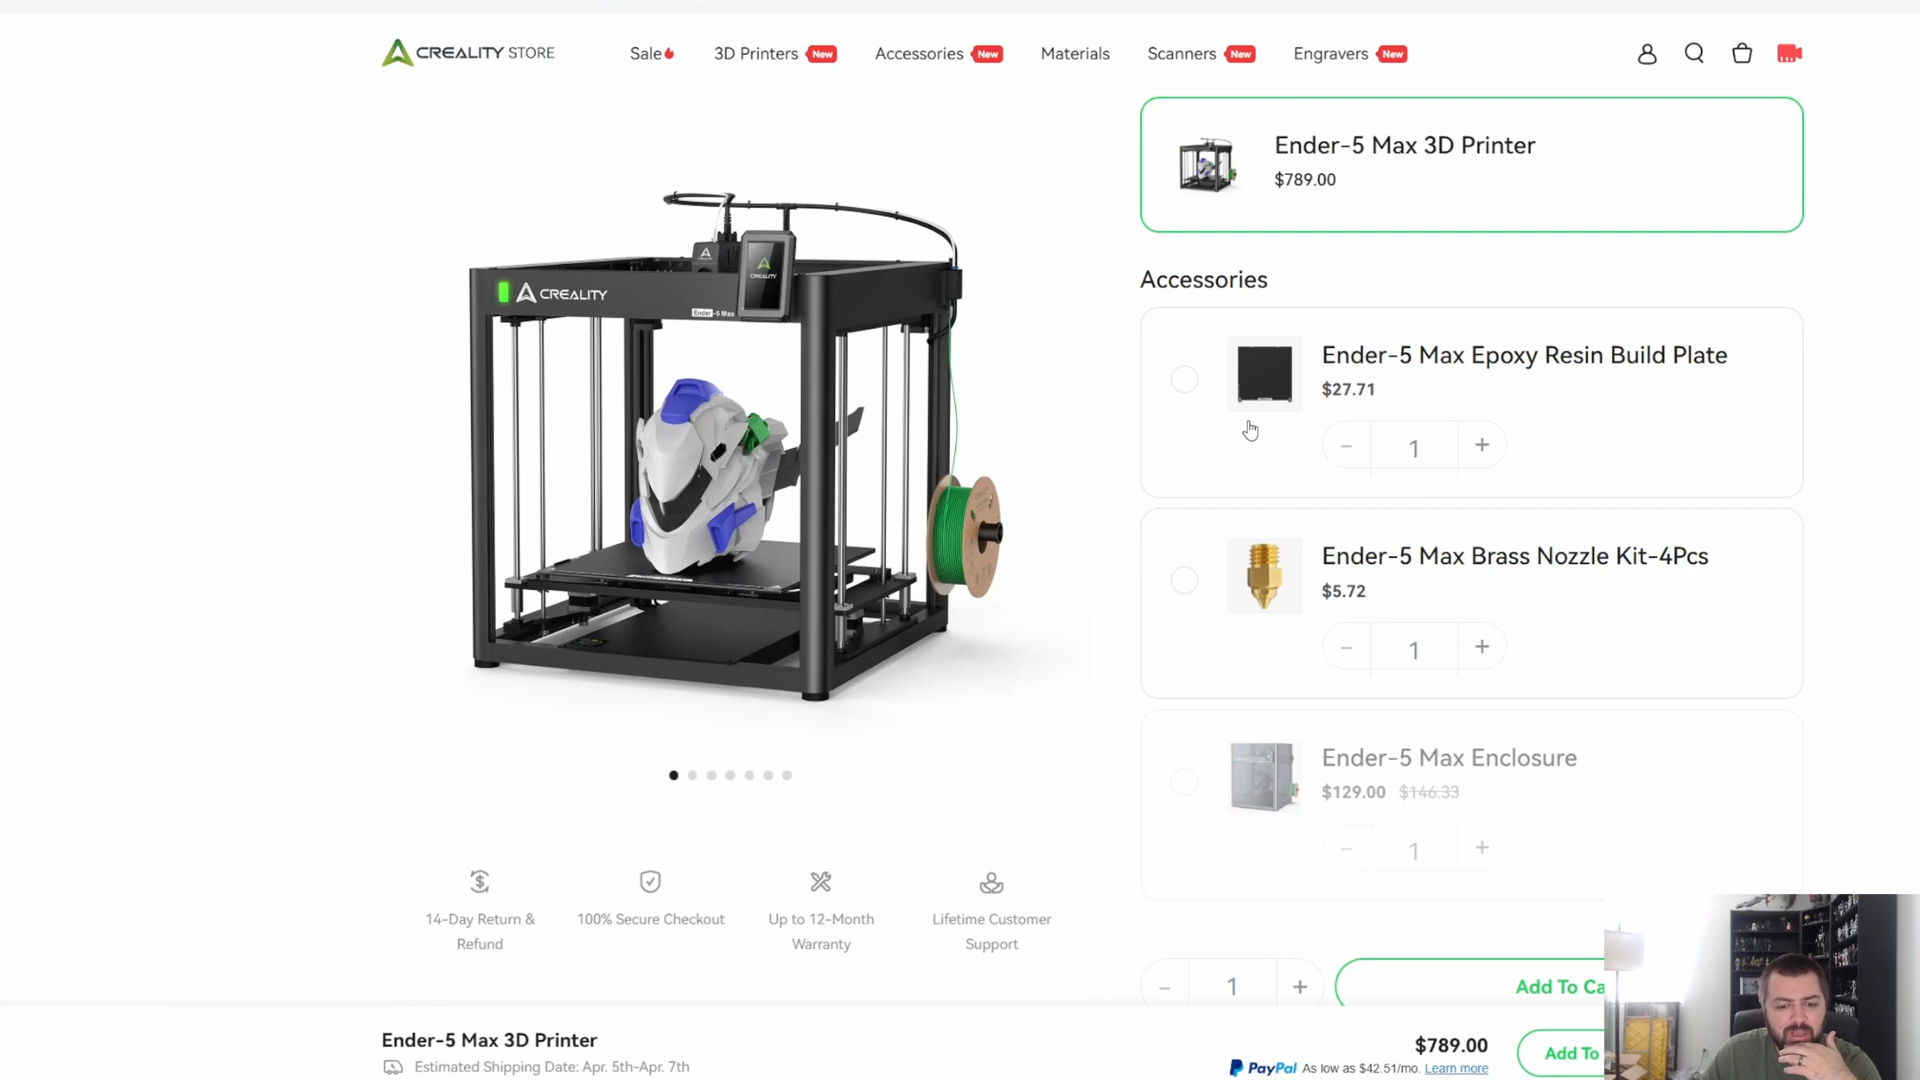 CREALITY STORE
Sale
3D Printers New
Accessories New
Materials
Scanners New
Engravers New
Ender-5 Max 3D Printer
$789.00
CREALITY
CREALITY
Ender-5 Max
Accessories
Ender-5 Max Epoxy Resin Build Plate
$27.71
− 1 +
Ender-5 Max Brass Nozzle Kit-4Pcs
$5.72
− 1 +
Ender-5 Max Enclosure
$129.00 $146.33
− 1 +
14-Day Return &
Refund
100% Secure Checkout
Up to 12-Month
Warranty
Lifetime Customer
Support
− 1 +
Add To Ca
Ender-5 Max 3D Printer
Estimated Shipping Date: Apr. 5th-Apr. 7th
$789.00
PayPal As low as $42.51/mo. Learn more
Add To